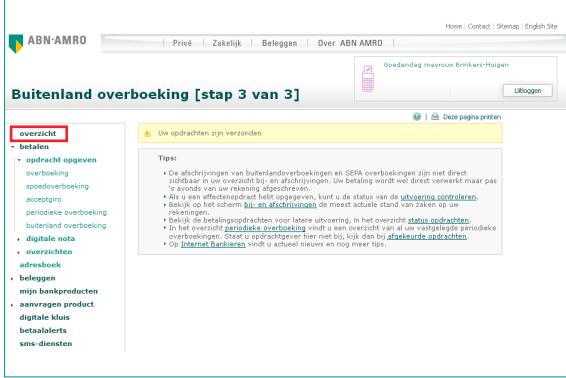 Home | Contact | Sitemap | English Site
ABN·AMRO
Privé | Zakelijk | Beleggen | Over ABN AMRO
Goedendag mevrouw Brinkers-Huigen
Buitenland overboeking [stap 3 van 3]
Uitloggen
Deze pagina printen
overzicht
betalen
opdracht opgeven
overboeking
spoedoverboeking
acceptgiro
periodieke overboeking
buitenland overboeking
digitale nota
overzichten
adresboek
beleggen
mijn bankproducten
aanvragen product
digitale kluis
betaalalerts
sms-diensten
Uw opdrachten zijn verzonden
Tips:
De afschrijvingen van buitenlandoverboekingen en SEPA overboekingen zijn niet direct
zichtbaar in uw overzicht bij- en afschrijvingen. Uw betaling wordt wel direct verwerkt maar pas
's avonds van uw rekening afgeschreven.
Als u een effectenopdract hebt opgegeven, kunt u de status van de uitvoering controleren.
Bekijk op het scherm bij- en afschrijvingen de meest actuele stand van zaken op uw
rekeningen.
Bekijk de betalingsopdrachten voor latere uitvoering, in het overzicht status opdrachten.
In het overzicht periodieke overboeking vindt u een overzicht van al uw vastgelegde periodieke
overboekingen. Staat u opdrachtgever hier niet bij, kijk dan bij afgekeurde opdrachten.
Op Internet Bankieren vindt u actueel nieuws en nog meer tips.